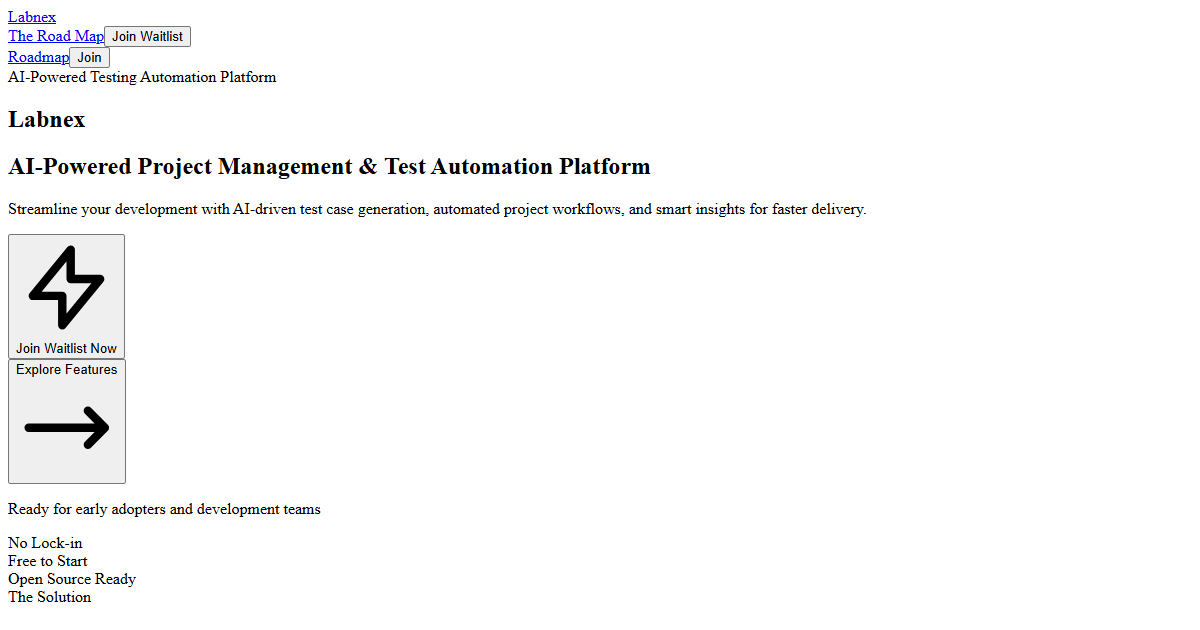 Labnex
The Road Map Join Waitlist
Roadmap Join
AI-Powered Testing Automation Platform
Labnex
AI-Powered Project Management & Test Automation Platform
Streamline your development with AI-driven test case generation, automated project workflows, and smart insights for faster delivery.
Join Waitlist Now
Explore Features
Ready for early adopters and development teams
No Lock-in
Free to Start
Open Source Ready
The Solution